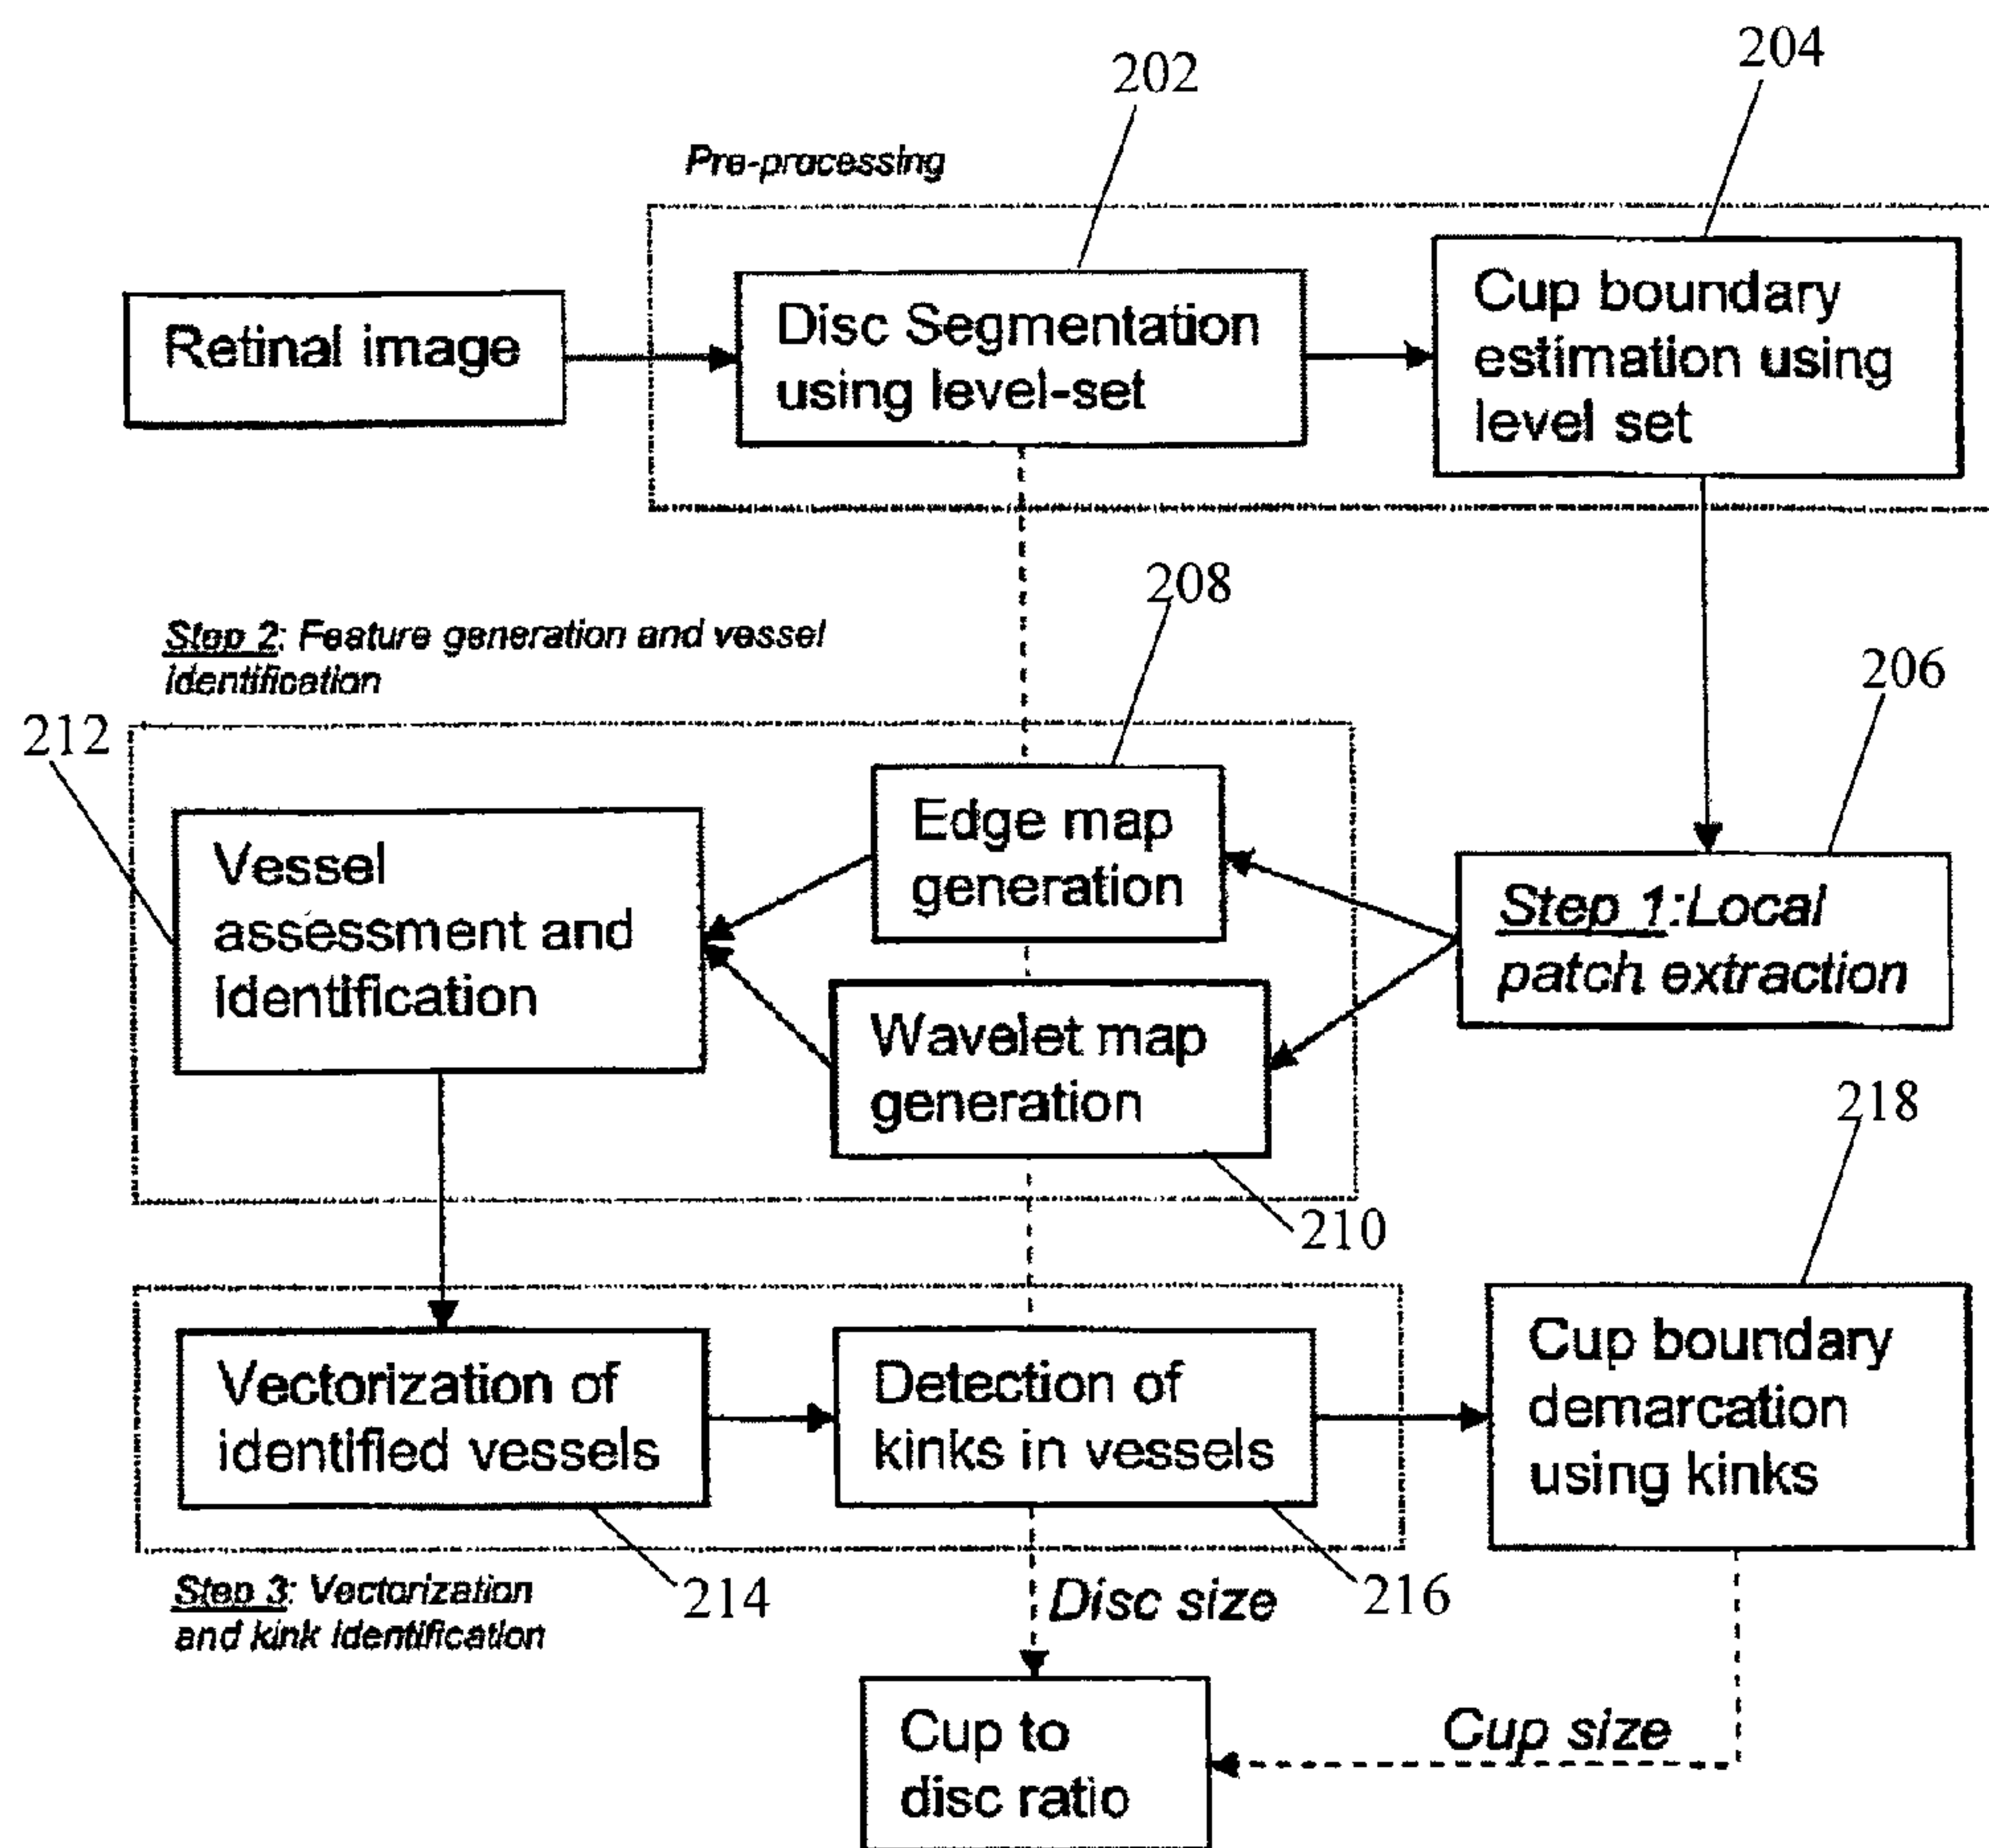 202
204
Pre-processing
Retinal image
Disc Segmentation
using level-set
Cup boundary
estimation using
level set
208
Step 2: Feature generation and vessel
identification
206
212
Edge map
generation
Vessel
assessment and
identification
Step 1:Local
patch extraction
Wavelet map
generation
218
210
Vectorization of
identified vessels
Detection of
kinks in vessels
Cup boundary
demarcation
using kinks
Step 3: Vectorization
and kink identification
214
Disc size
216
Cup to
disc ratio
Cup size